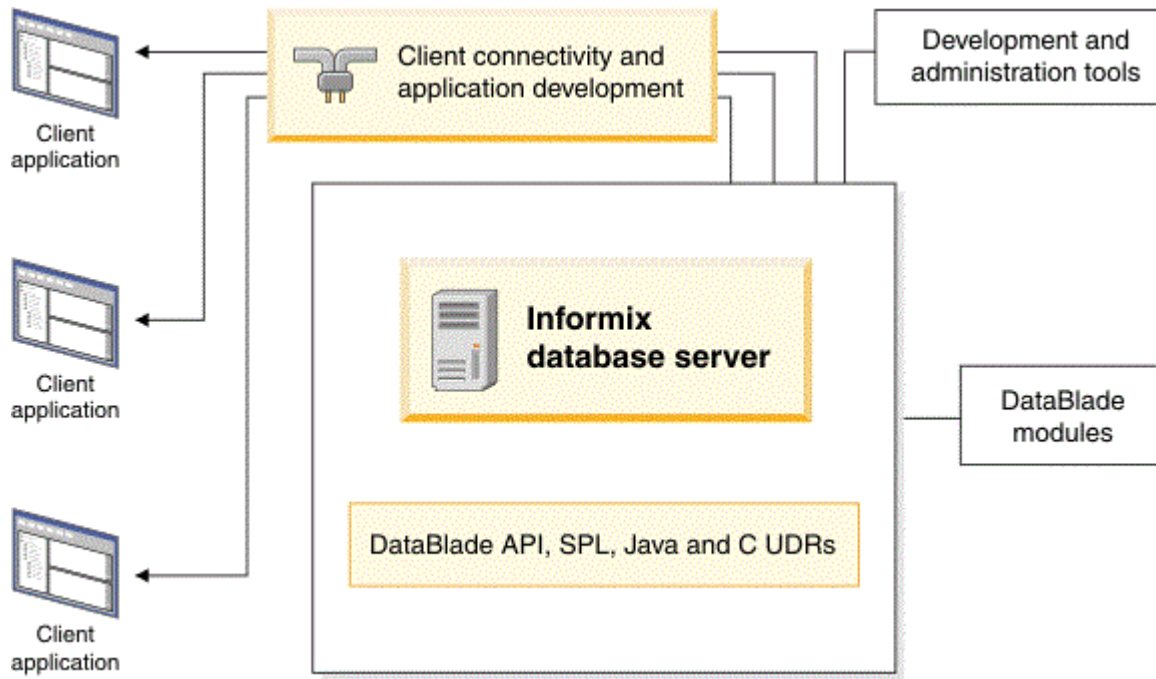 Client
application
Client connectivity and
application development
Development and
administration tools
Client
application
Informix
database server
DataBlade
modules
DataBlade API, SPL, Java and C UDRs
Client
application